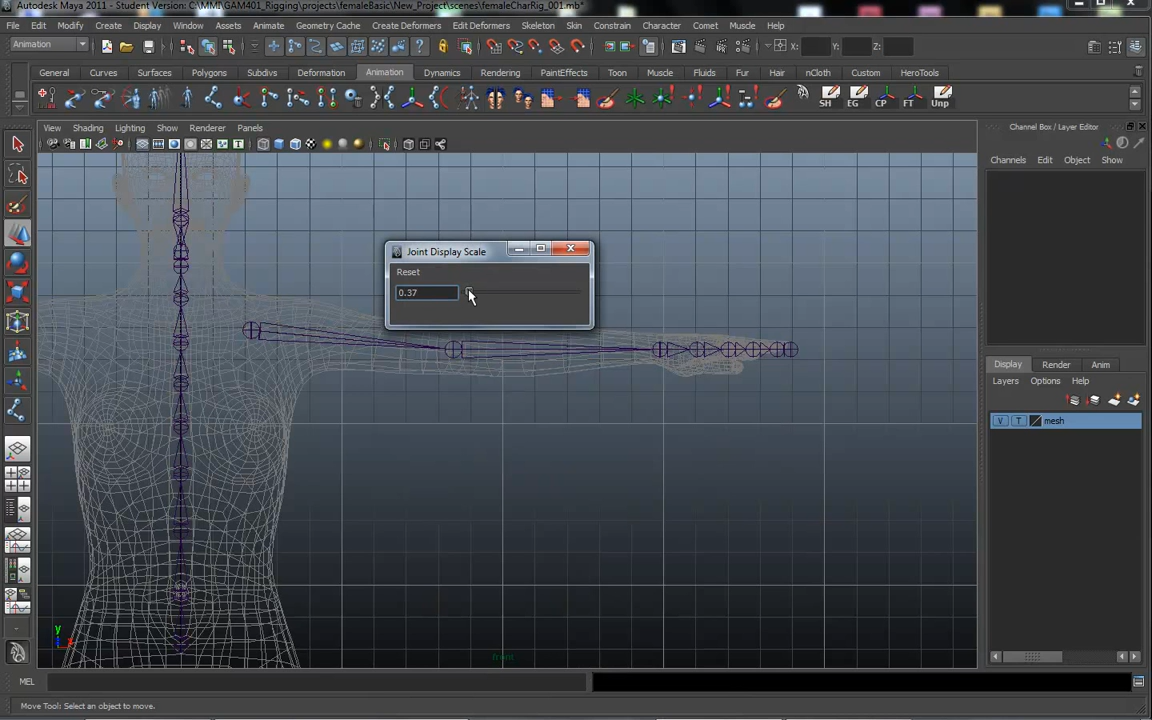 Autodesk Maya 2011 - Student Version: C:\MMI\GAM401_Rigging\projects\femaleBasic\New_Project\scenes\femaleCharRig_001.mb*
File Edit Modify Create Display Window Assets Animate Geometry Cache Create Deformers Edit Deformers Skeleton Skin Constrain Character Muscle Help
Animation X: Y: Z:
General Curves Surfaces Polygons Subdivs Deformation Animation Dynamics Rendering PaintEffects Toon Muscle Fluids Fur Hair nCloth Custom HeroTools
SH EG CP FT Unp
View Shading Lighting Show Renderer Panels
Channel Box / Layer Editor
Channels Edit Object Show
Joint Display Scale
Reset
0.37
Display Render Anim
Layers Options Help
V T mesh
y
front
MEL
Move Tool: Select an object to move.